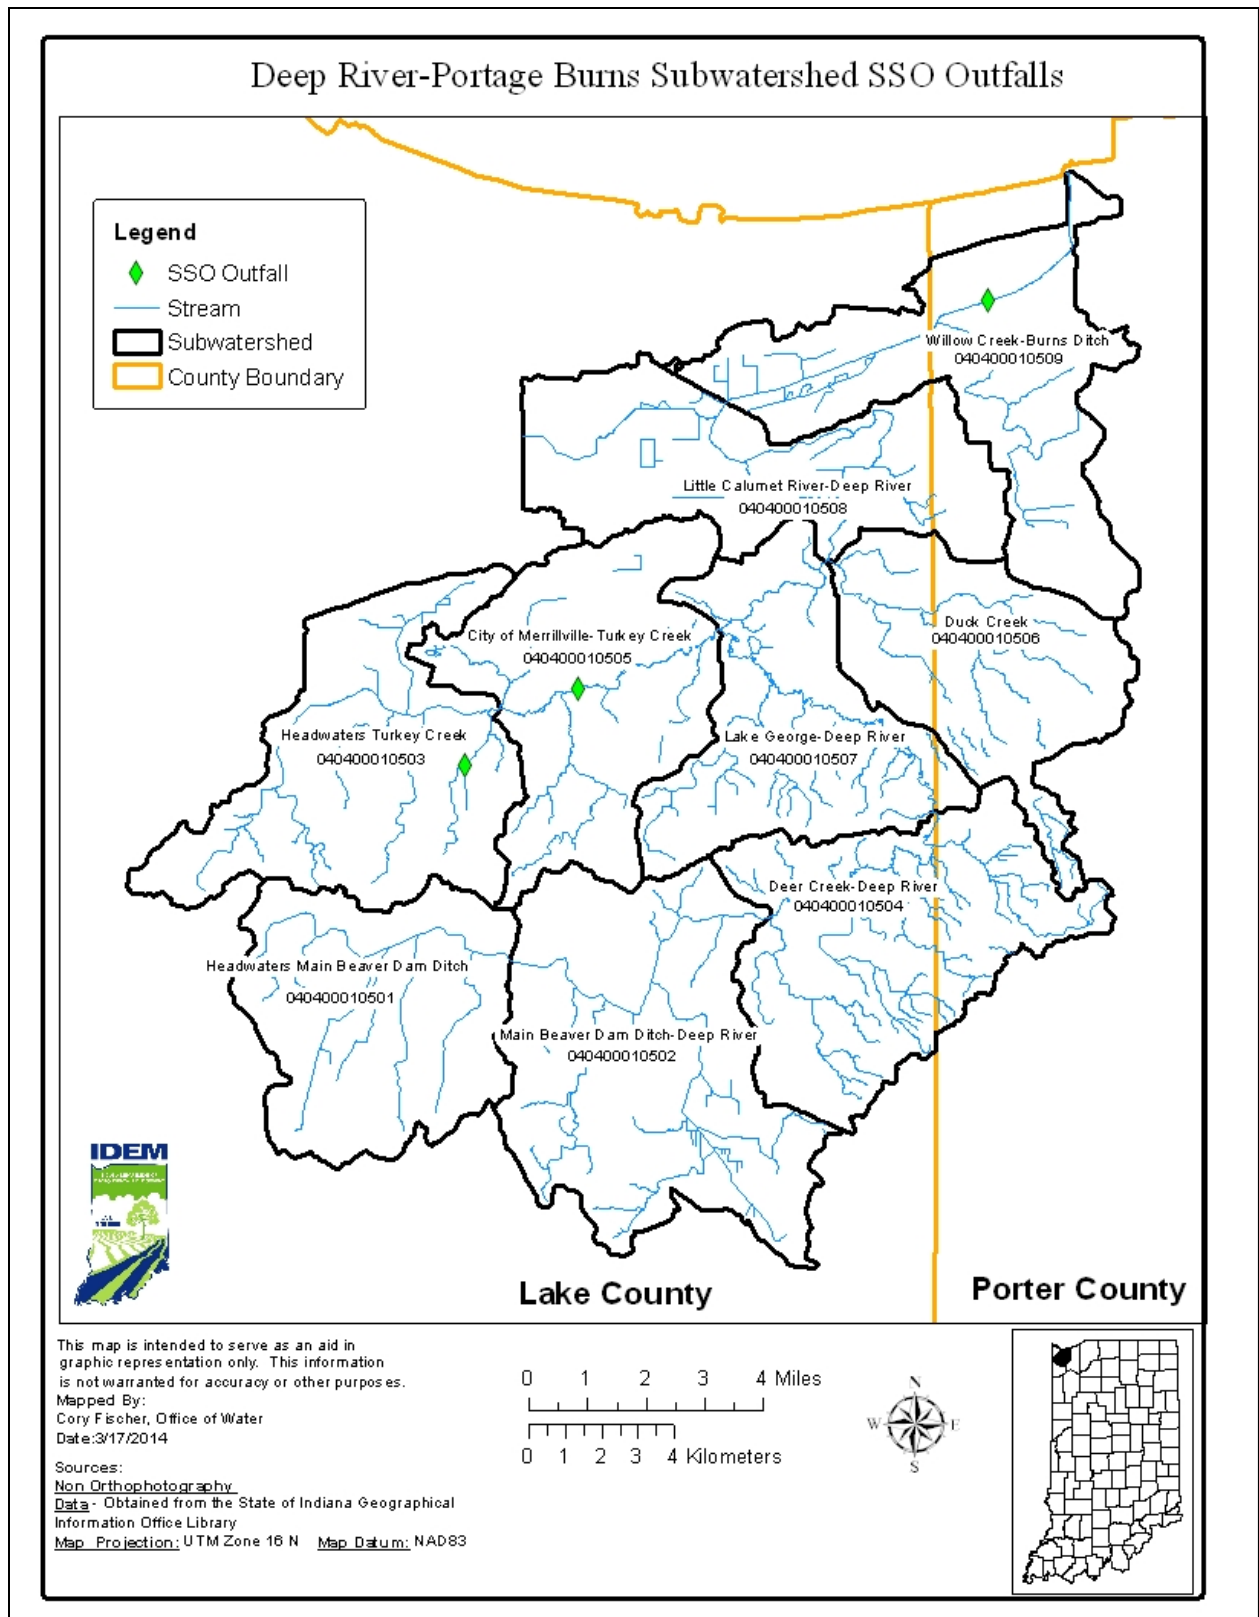 Deep River-Portage Burns Subwatershed SSO Outfalls
Legend
SSO Outfall
Stream
Subwatershed
County Boundary
Willow Creek-Burns Ditch
040400010509
Little Calumet River-Deep River
040400010508
Duck Creek
040400010506
City of Merrillville-Turkey Creek
040400010505
Headwaters Turkey Creek
040400010503
Lake George-Deep River
040400010507
Deer Creek-Deep River
040400010504
Headwaters Main Beaver Dam Ditch
040400010501
Main Beaver Dam Ditch-Deep River
040400010502
IDEM
Lake County
Porter County
This map is intended to serve as an aid in
graphic representation only. This information
is not warranted for accuracy or other purposes.
Mapped By:
Cory Fischer, Office of Water
Date:3/17/2014
Sources:
Non Orthophotography
Data - Obtained from the State of Indiana Geographical
Information Office Library
Map Projection: UTM Zone 16 N Map Datum: NAD83
0 1 2 3 4 Miles
0 1 2 3 4 Kilometers
N
W E
S